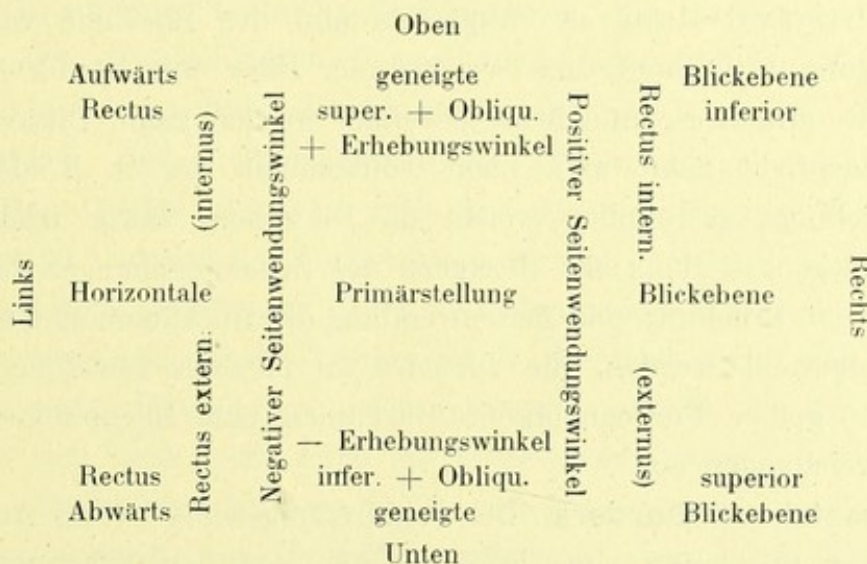 Oben
Aufwärts geneigte Blickebene
Rectus super. + Obliqu. inferior
+ Erhebungswinkel
Links
Rectus extern. (internus)
Negativer Seitenwendungswinkel
Horizontale Primärstellung Blickebene
Positiver Seitenwendungswinkel
Rectus intern. (externus)
Rechts
— Erhebungswinkel
Rectus infer. + Obliqu. superior
Abwärts geneigte Blickebene
Unten